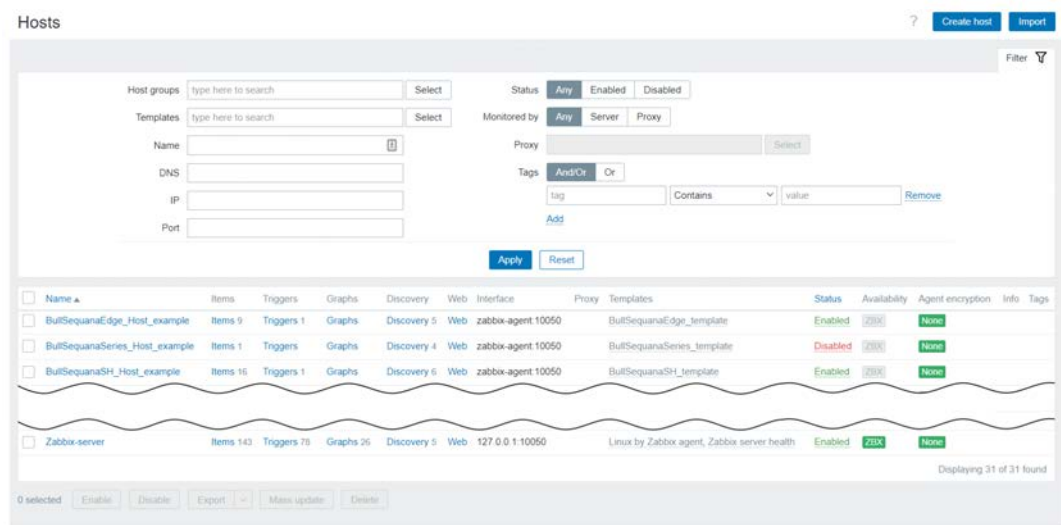 Hosts
? Create host Import
Filter
Host groups type here to search Select Status Any Enabled Disabled
Templates type here to search Select Monitored by Any Server Proxy
Name Proxy Select
DNS Tags And/Or Or
IP tag Contains value Remove
Port Add
Apply Reset
Name Items Triggers Graphs Discovery Web Interface Proxy Templates Status Availability Agent encryption Info Tags
BullSequanaEdge_Host_example Items 9 Triggers 1 Graphs Discovery 5 Web zabbix-agent:10050 BullSequanaEdge_template Enabled ZBX None
BullSequanaSeries_Host_example Items 1 Triggers Graphs Discovery 4 Web zabbix-agent:10050 BullSequanaSeries_template Disabled ZBX None
BullSequanaSH_Host_example Items 16 Triggers 1 Graphs Discovery 6 Web zabbix-agent:10050 BullSequanaSH_template Enabled ZBX None
Zabbix-server Items 143 Triggers 78 Graphs 26 Discovery 5 Web 127.0.0.1:10050 Linux by Zabbix agent, Zabbix server health Enabled ZBX None
Displaying 31 of 31 found
0 selected Enable Disable Export Mass update Delete